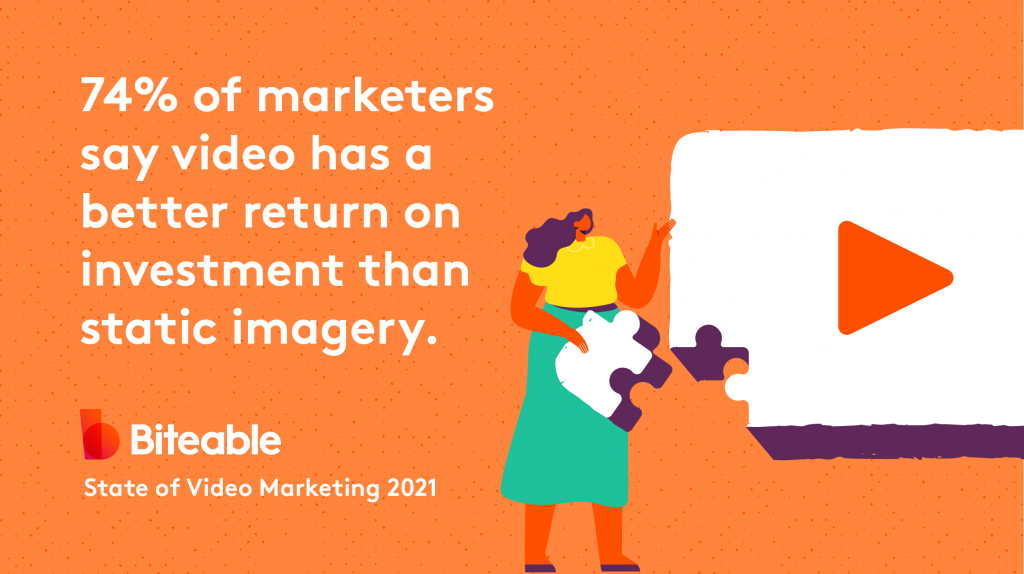 74% of marketers
say video has a
better return on
investment than
static imagery.
Biteable
State of Video Marketing 2021